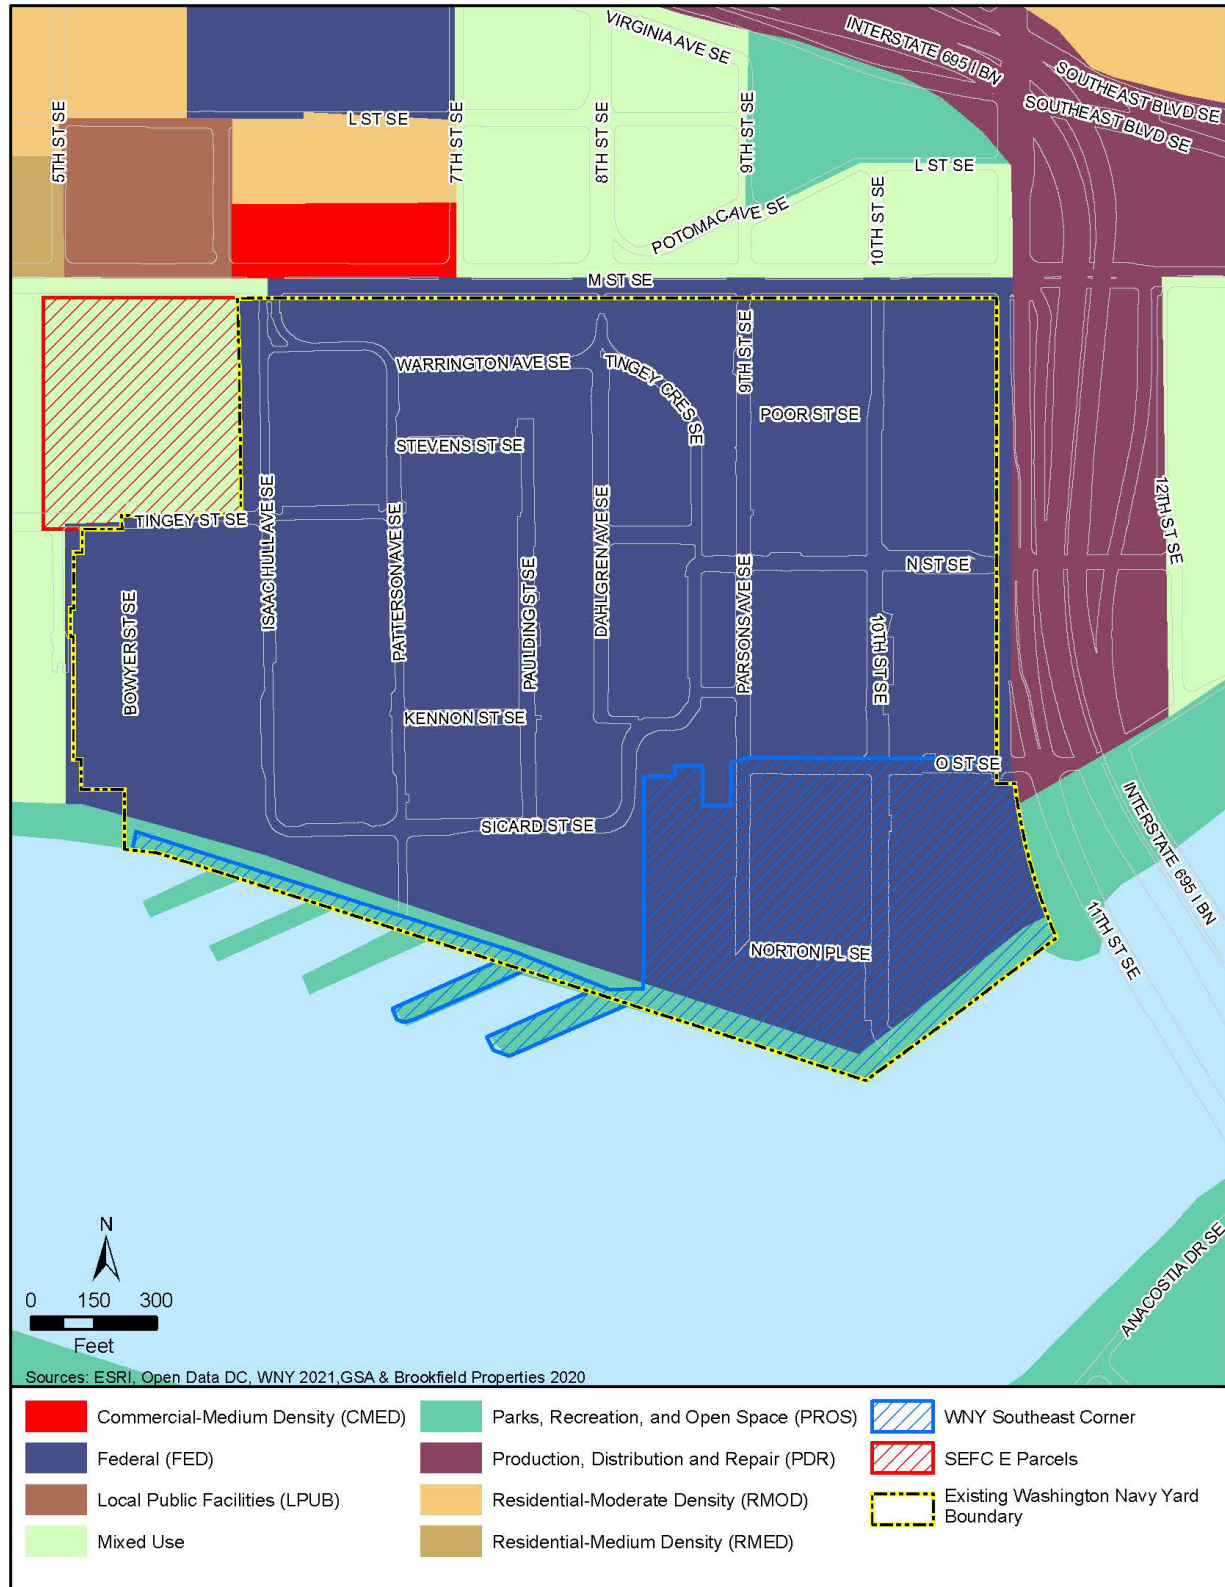 VIRGINIA AVE SE
INTERSTATE 695 I BN
SOUTHEAST BLVD SE
SOUTHEAST BLVD SE
5TH ST SE
L ST SE
7TH ST SE
8TH ST SE
9TH ST SE
L ST SE
POTOMAC AVE SE
10TH ST SE
M ST SE
WARRINGTON AVE SE
TINGEY CRES SE
9TH ST SE
POOR ST SE
STEVENS ST SE
TINGEY ST SE
ISAAC HULL AVE SE
PATTERSON AVE SE
PAULDING ST SE
DAHLGREN AVE SE
PARSONS AVE SE
N ST SE
12TH ST SE
BOWYER ST SE
10TH ST SE
KENNON ST SE
O ST SE
SICARD ST SE
INTERSTATE 695 I BN
11TH ST SE
NORTON PL SE
ANACOSTIA DR SE
N
0 150 300
Feet
Sources: ESRI, Open Data DC, WNY 2021,GSA & Brookfield Properties 2020
Commercial-Medium Density (CMED)
Federal (FED)
Local Public Facilities (LPUB)
Mixed Use
Parks, Recreation, and Open Space (PROS)
Production, Distribution and Repair (PDR)
Residential-Moderate Density (RMOD)
Residential-Medium Density (RMED)
WNY Southeast Corner
SEFC E Parcels
Existing Washington Navy Yard
Boundary